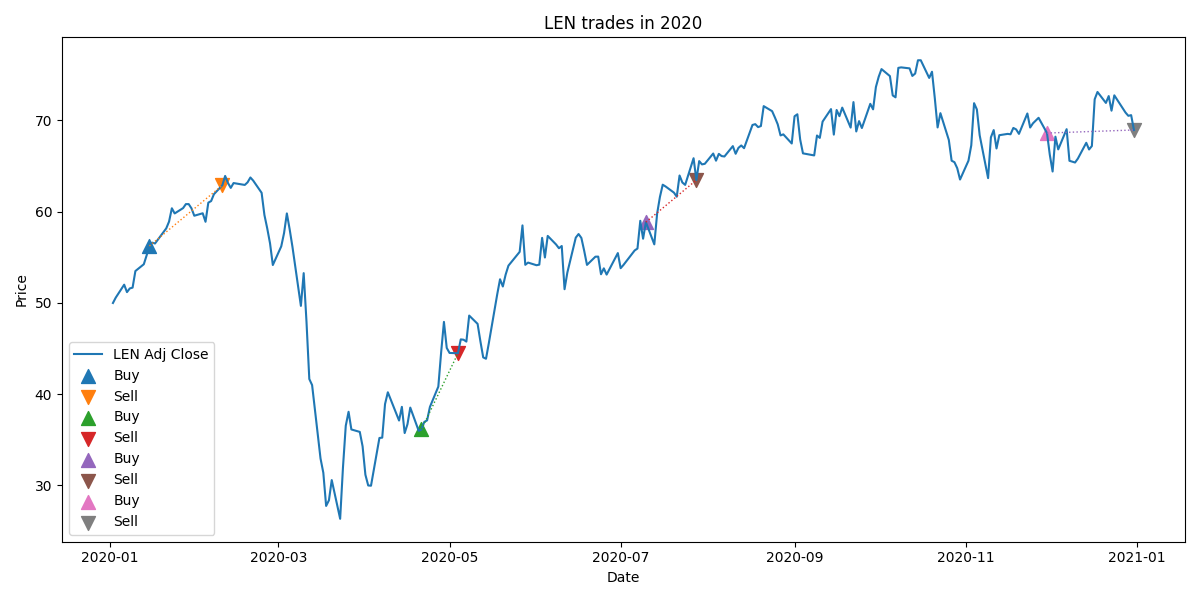 LEN trades in 2020
Price
70
60
50
40
30
LEN Adj Close
Buy
Sell
Buy
Sell
Buy
Sell
Buy
Sell
2020-01
2020-03
2020-05
2020-07
2020-09
2020-11
2021-01
Date